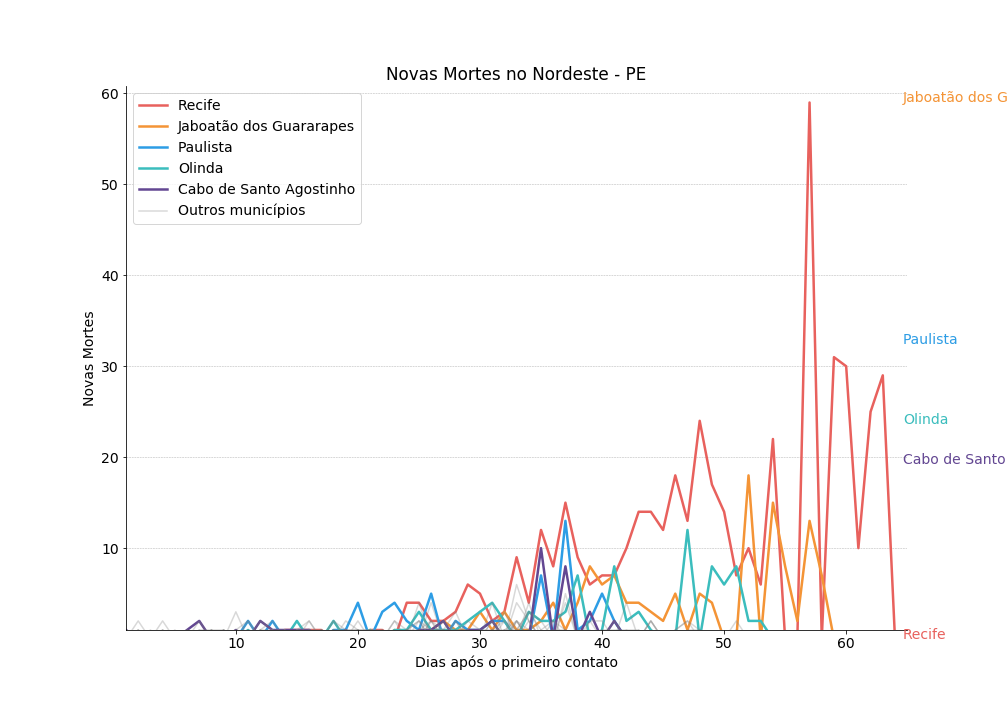 Novas Mortes no Nordeste - PE
60
50
40
30
20
10
Novas Mortes
Recife
Jaboatão dos Guararapes
Paulista
Olinda
Cabo de Santo Agostinho
Outros municípios
Jaboatão dos G
Paulista
Olinda
Cabo de Santo
Recife
10
20
30
40
50
60
Dias após o primeiro contato